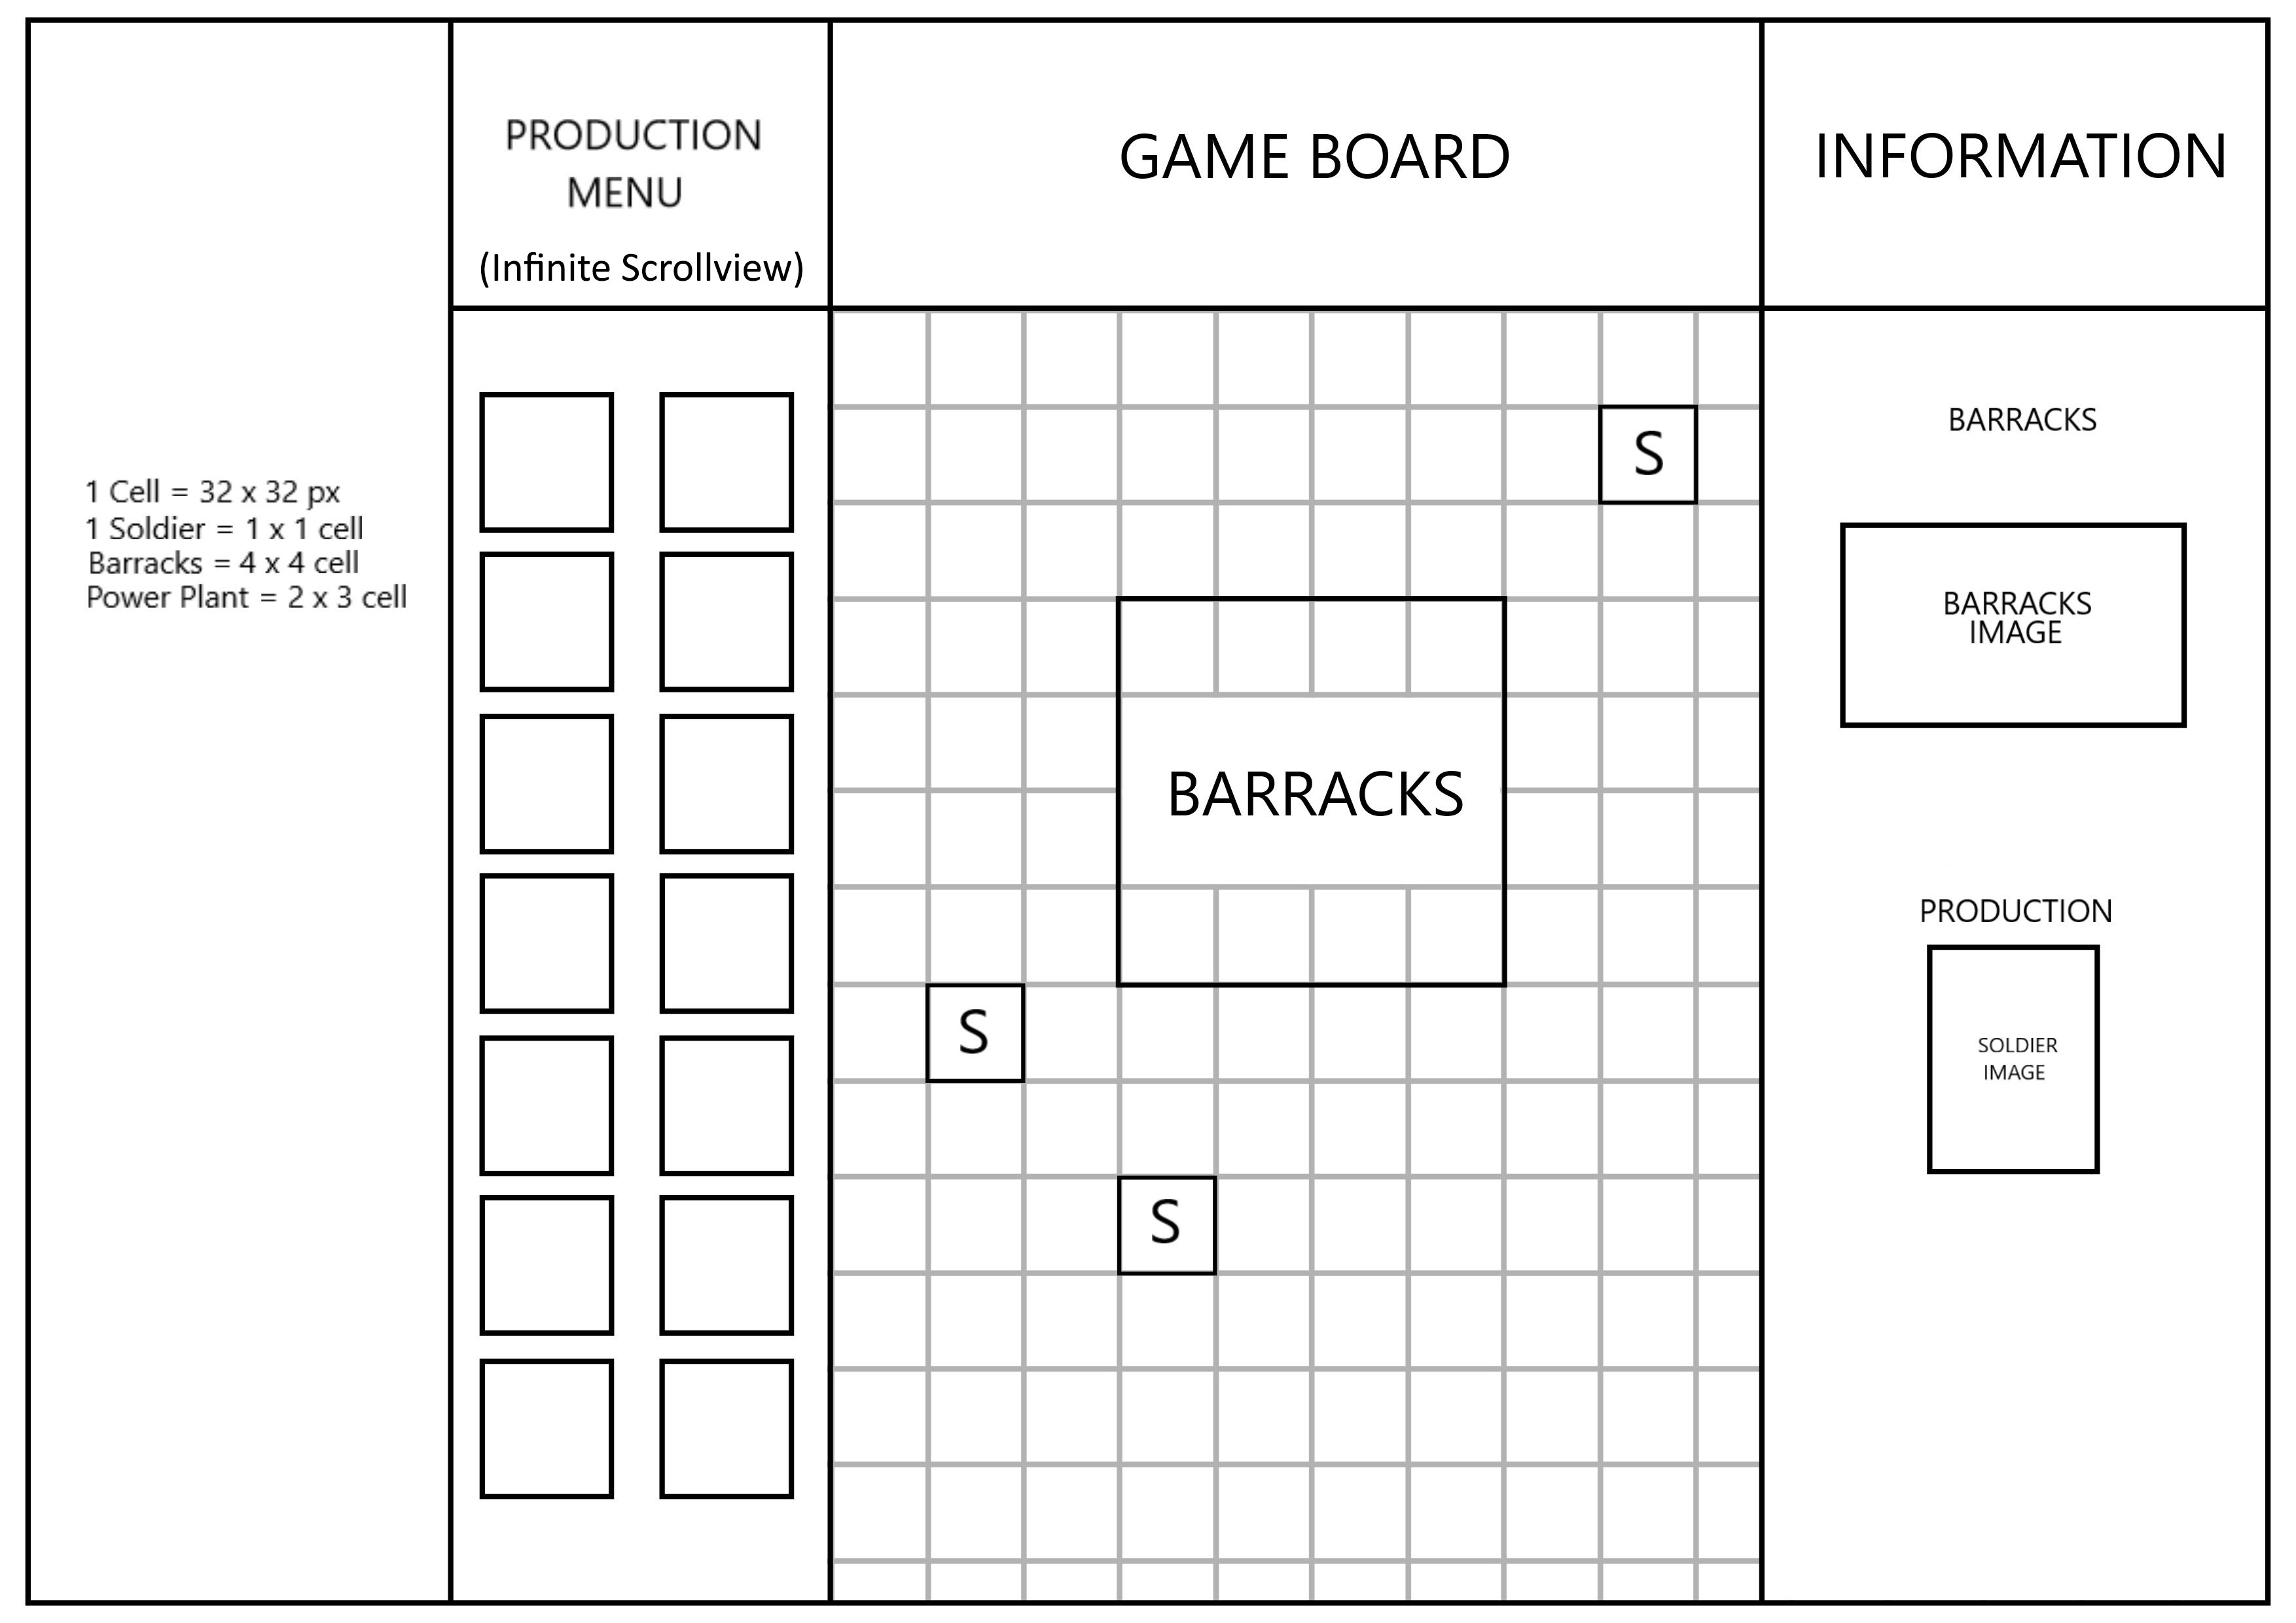 1 Cell = 32 x 32 px
1 Soldier = 1 x 1 cell
Barracks = 4 x 4 cell
Power Plant = 2 x 3 cell
PRODUCTION
MENU
(Infinite Scrollview)
GAME BOARD
S
BARRACKS
S
S
INFORMATION
BARRACKS
BARRACKS
IMAGE
PRODUCTION
SOLDIER
IMAGE